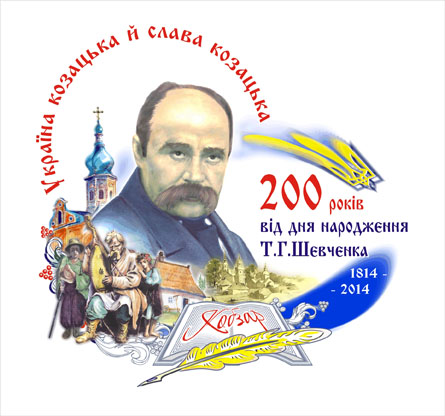 Україна козацька й слава козацька
200 років
від дня народження
Т.Г.Шевченка
1814 -
- 2014
Кобзар